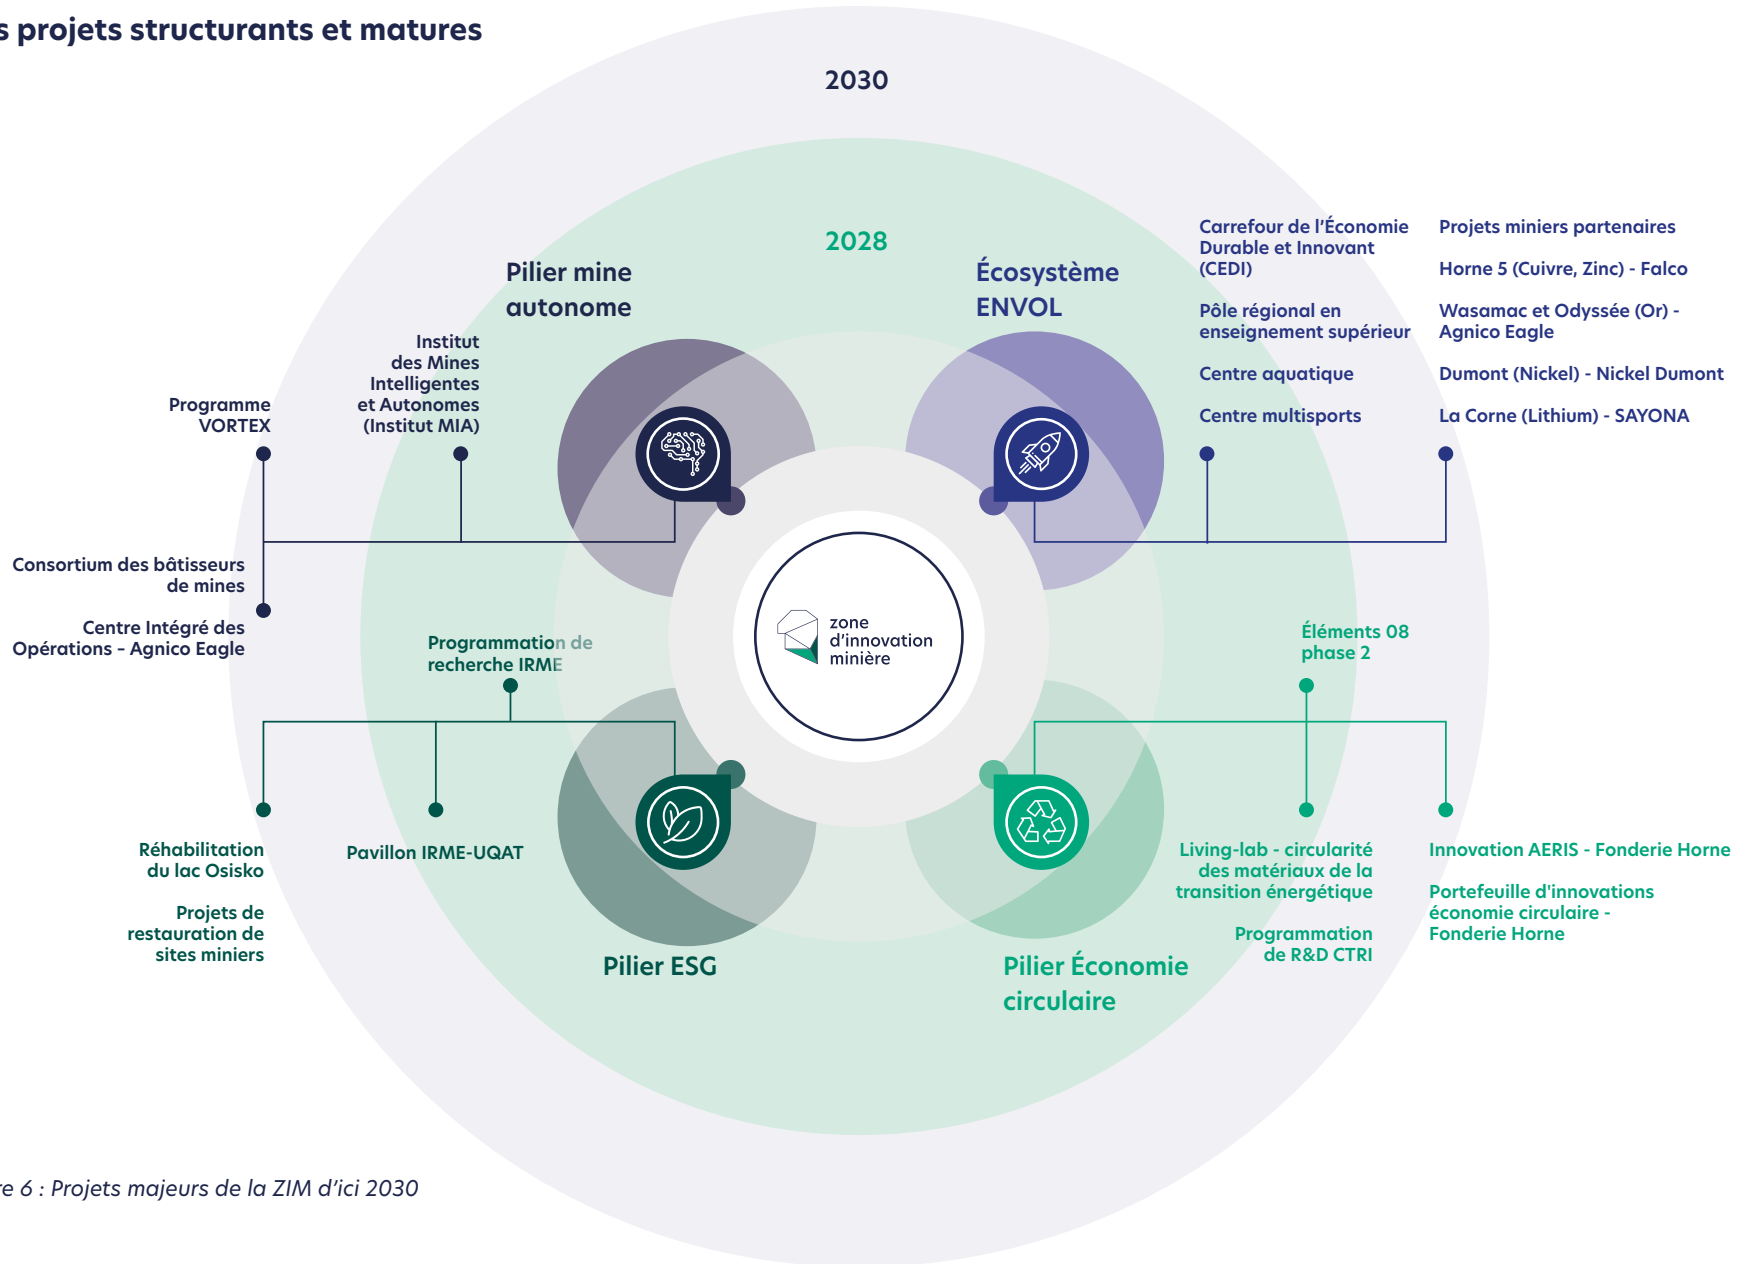 s projets structurants et matures
2030
2028
Pilier mine
autonome
Institut
des Mines
Intelligentes
et Autonomes
(Institut MIA)
Programme
VORTEX
Consortium des bâtisseurs
de mines
Centre Intégré des
Opérations – Agnico Eagle
Écosystème
ENVOL
Carrefour de l'Économie
Durable et Innovant
(CEDI)
Pôle régional en
enseignement supérieur
Centre aquatique
Centre multisports
Projets miniers partenaires
Horne 5 (Cuivre, Zinc) - Falco
Wasamac et Odyssée (Or) -
Agnico Eagle
Dumont (Nickel) - Nickel Dumont
La Corne (Lithium) - SAYONA
zone
d'innovation
minière
Programmation de
recherche IRME
Réhabilitation
du lac Osisko
Projets de
restauration de
sites miniers
Pavillon IRME-UQAT
Pilier ESG
Éléments 08
phase 2
Living-lab - circularité
des matériaux de la
transition énergétique
Programmation
de R&D CTRI
Innovation AERIS - Fonderie Horne
Portefeuille d'innovations
économie circulaire -
Fonderie Horne
Pilier Économie
circulaire
re 6 : Projets majeurs de la ZIM d'ici 2030